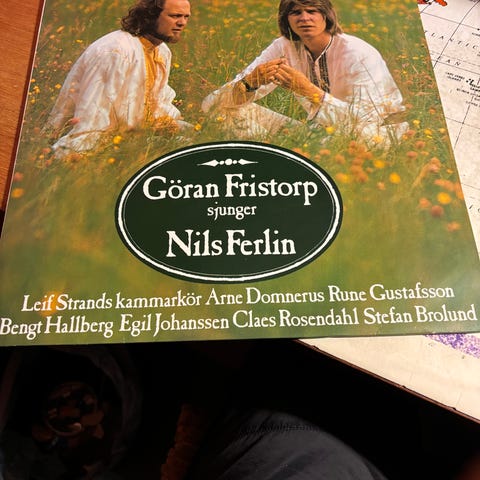 Göran Fristorp
sjunger
Nils Ferlin
Leif Strands kammarkör Arne Domnerus Rune Gustafsson
Bengt Hallberg Egil Johanssen Claes Rosendahl Stefan Brolund